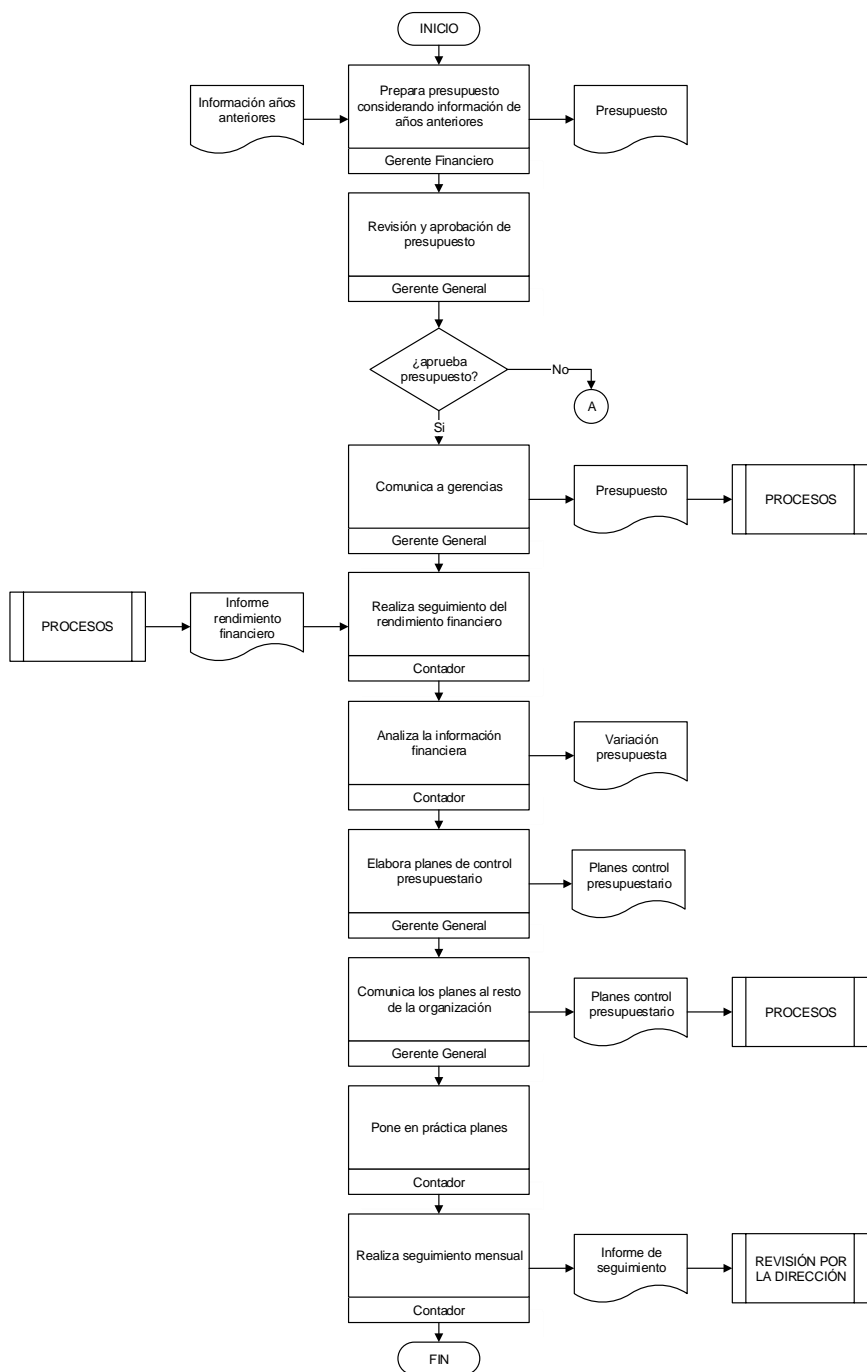 INICIO
Información años
anteriores
Prepara presupuesto
considerando información de
años anteriores
Presupuesto
Gerente Financiero
Revisión y aprobación de
presupuesto
Gerente General
¿aprueba
presupuesto?
No
A
Si
Comunica a gerencias
Presupuesto
PROCESOS
Gerente General
PROCESOS
Informe
rendimiento
financiero
Realiza seguimiento del
rendimiento financiero
Contador
Analiza la información
financiera
Variación
presupuesta
Contador
Elabora planes de control
presupuestario
Planes control
presupuestario
Gerente General
Comunica los planes al resto
de la organización
Planes control
presupuestario
PROCESOS
Gerente General
Pone en práctica planes
Contador
Realiza seguimiento mensual
Informe de
seguimiento
REVISIÓN POR
LA DIRECCIÓN
Contador
FIN